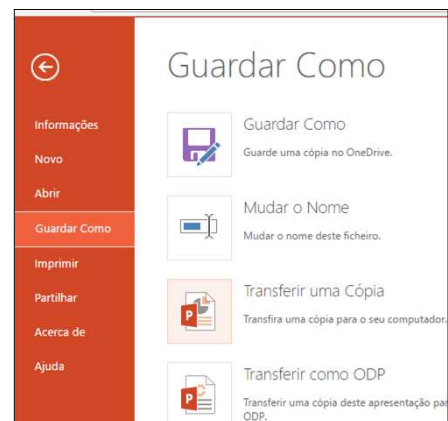 Guardar Como
Informações
Novo
Abrir
Guardar Como
Imprimir
Partilhar
Acerca de
Ajuda
Guardar Como
Guarde uma cópia no OneDrive.
Mudar o Nome
Mudar o nome deste ficheiro.
Transferir uma Cópia
Transfira uma cópia para o seu computador.
Transferir como ODP
Transferir uma cópia deste apresentação par
ODP.